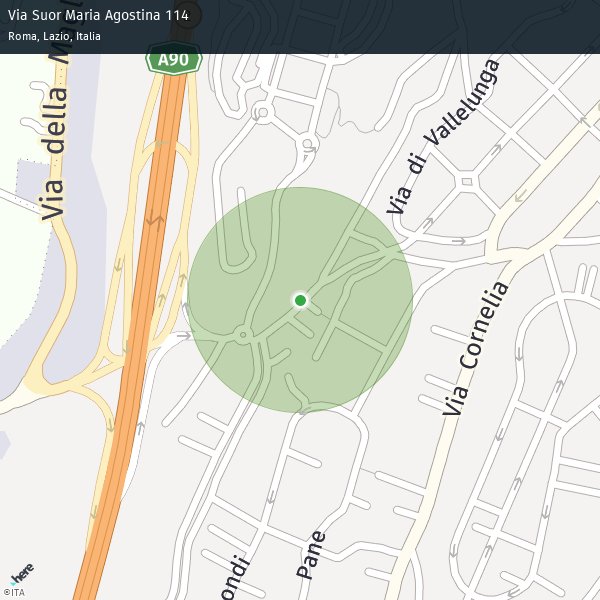 Via Suor Maria Agostina 114
Roma, Lazio, Italia
A90
Via della
Via di Vallelunga
Via Cornelia
Pane
ondi
here
©ITA